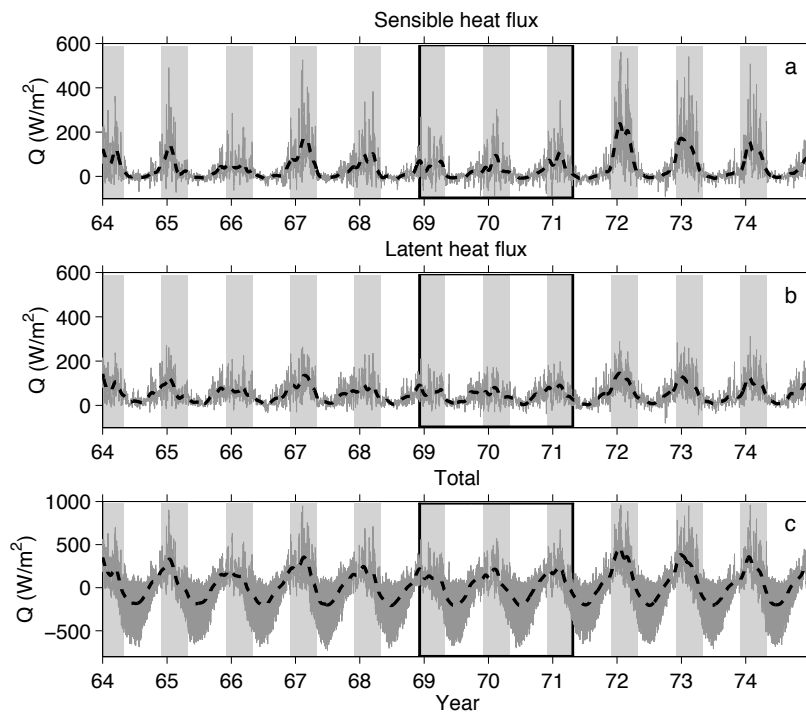 Sensible heat flux
600
400
200
0
Q (W/m²)
a
64 65 66 67 68 69 70 71 72 73 74
Latent heat flux
600
400
200
0
Q (W/m²)
b
64 65 66 67 68 69 70 71 72 73 74
Total
1000
500
0
−500
Q (W/m²)
c
64 65 66 67 68 69 70 71 72 73 74
Year